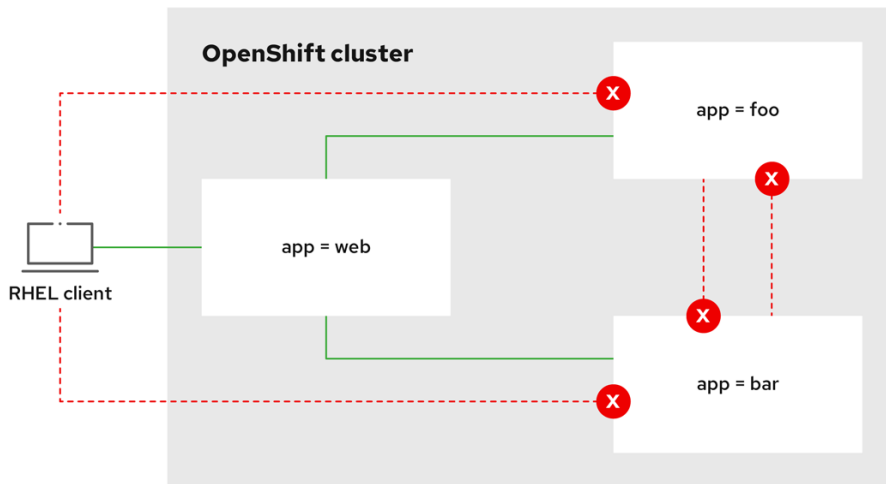 OpenShift cluster
X
app = foo
X
app = web
RHEL client
X
app = bar
X